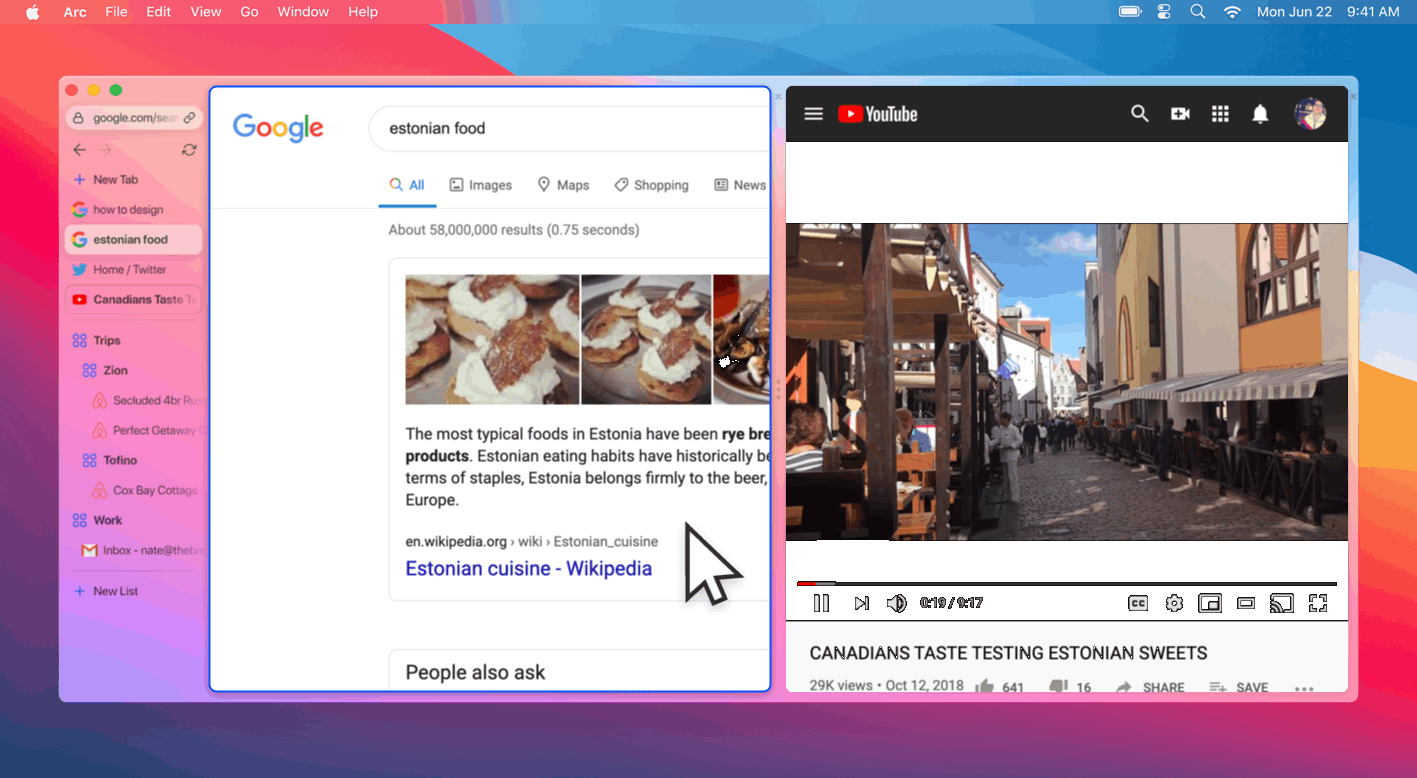 Arc File Edit View Go Window Help
Mon Jun 22 9:41 AM
google.com/sear
New Tab
how to design
estonian food
Home / Twitter
Canadians Taste Te
Trips
Zion
Secluded 4br Rus
Perfect Getaway C
Tofino
Cox Bay Cottage
Work
Inbox - nate@thebro
New List
Google
estonian food
All Images Maps Shopping News
About 58,000,000 results (0.75 seconds)
The most typical foods in Estonia have been rye bre
products. Estonian eating habits have historically be
terms of staples, Estonia belongs firmly to the beer,
Europe.
en.wikipedia.org › wiki › Estonian_cuisine
Estonian cuisine - Wikipedia
People also ask
YouTube
0:19 / 9:17
CC
CANADIANS TASTE TESTING ESTONIAN SWEETS
29K views • Oct 12, 2018 641 16 SHARE SAVE